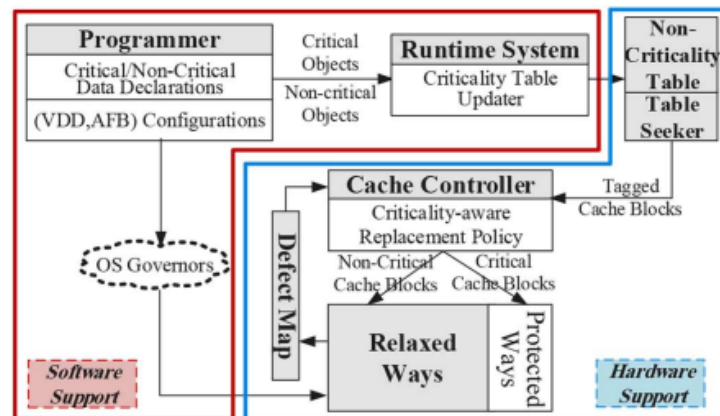 Programmer
Critical/Non-Critical
Data Declarations
(VDD,AFB) Configurations
Critical
Objects
Non-critical
Objects
Runtime System
Criticality Table
Updater
Non-
Criticality
Table
Table
Seeker
Tagged
Cache Blocks
Cache Controller
Criticality-aware
Replacement Policy
Defect Map
Non-Critical
Cache Blocks
Critical
Cache Blocks
OS Governors
Relaxed
Ways
Protected
Ways
Software
Support
Hardware
Support